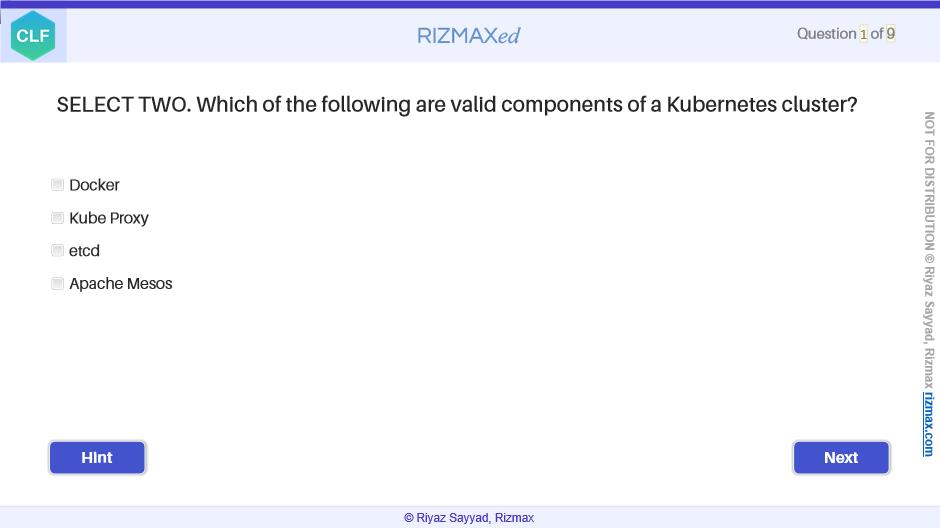 CLF
RIZMAXed
Question 1 of 9
SELECT TWO. Which of the following are valid components of a Kubernetes cluster?
Docker
Kube Proxy
etcd
Apache Mesos
Hint
Next
NOT FOR DISTRIBUTION © Riyaz Sayyad, Rizmax rizmax.com
© Riyaz Sayyad, Rizmax